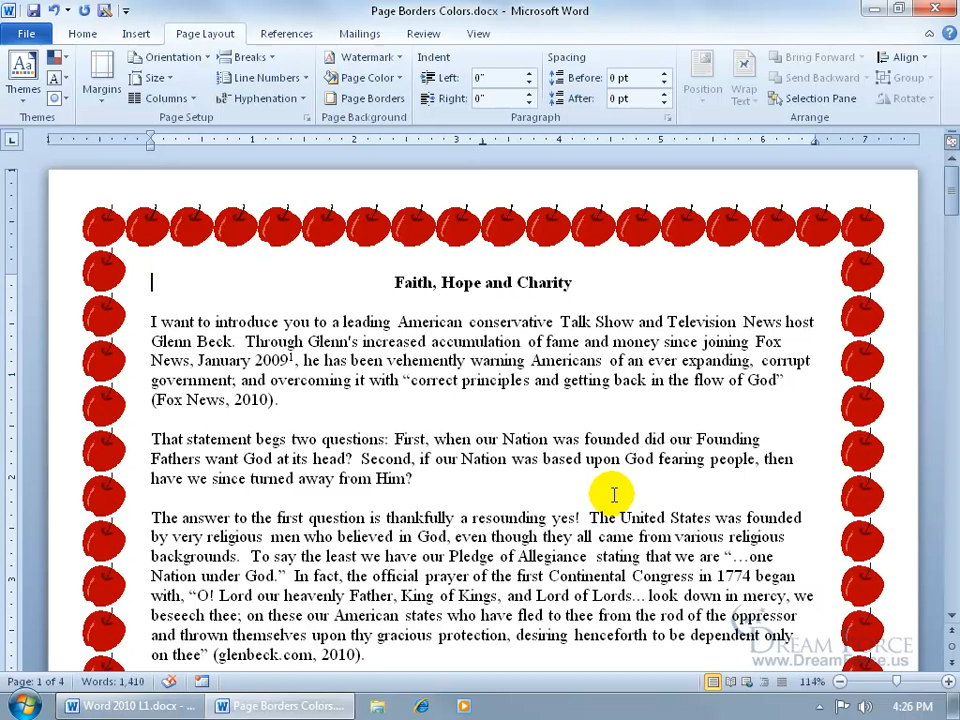 Page Borders Colors.docx - Microsoft Word
File Home Insert Page Layout References Mailings Review View
Themes
Themes
Margins
Orientation
Size
Columns
Breaks
Line Numbers
Hyphenation
Page Setup
Watermark
Page Color
Page Borders
Page Background
Indent
Left: 0"
Right: 0"
Spacing
Before: 0 pt
After: 0 pt
Paragraph
Position
Wrap Text
Bring Forward
Send Backward
Selection Pane
Align
Group
Rotate
Arrange
1 1 2 3 4 5 6 7
Faith, Hope and Charity
I want to introduce you to a leading American conservative Talk Show and Television News host
Glenn Beck. Through Glenn's increased accumulation of fame and money since joining Fox
News, January 2009¹, he has been vehemently warning Americans of an ever expanding, corrupt
government; and overcoming it with “correct principles and getting back in the flow of God”
(Fox News, 2010).
That statement begs two questions: First, when our Nation was founded did our Founding
Fathers want God at its head? Second, if our Nation was based upon God fearing people, then
have we since turned away from Him?
The answer to the first question is thankfully a resounding yes! The United States was founded
by very religious men who believed in God, even though they all came from various religious
backgrounds. To say the least we have our Pledge of Allegiance stating that we are “…one
Nation under God.” In fact, the official prayer of the first Continental Congress in 1774 began
with, “O! Lord our heavenly Father, King of Kings, and Lord of Lords... look down in mercy, we
beseech thee; on these our American states who have fled to thee from the rod of the oppressor
and thrown themselves upon thy gracious protection, desiring henceforth to be dependent only
on thee” (glenbeck.com, 2010).
DREAM FORCE
www.DreamForce.us
Page: 1 of 4 Words: 1,410 114%
Word 2010 L1.docx - ... Page Borders Colors.... 4:26 PM